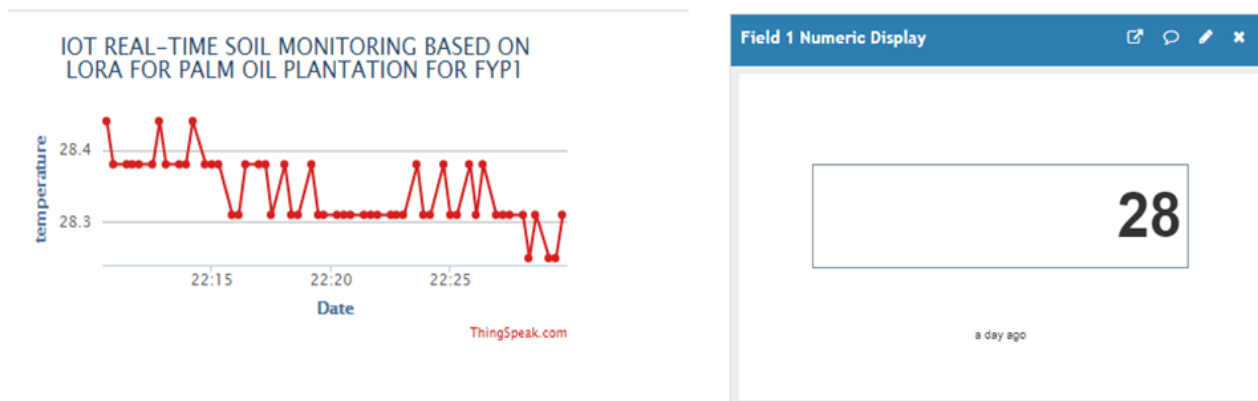 IOT REAL-TIME SOIL MONITORING BASED ON
LORA FOR PALM OIL PLANTATION FOR FYP1
temperature
28.4
28.3
22:15
22:20
22:25
Date
ThingSpeak.com
Field 1 Numeric Display
28
a day ago